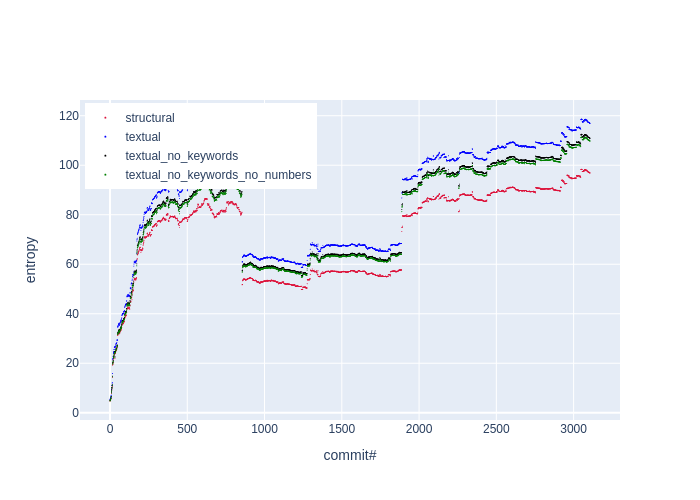 structural
textual
textual_no_keywords
textual_no_keywords_no_numbers
120
100
80
60
40
20
0
entropy
0 500 1000 1500 2000 2500 3000
commit#